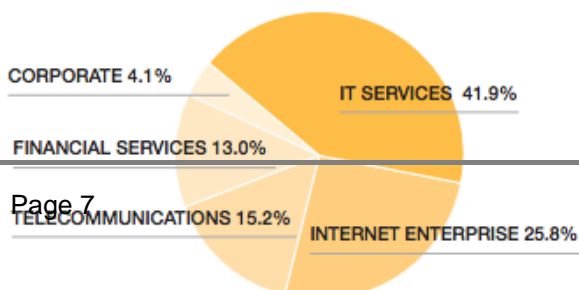 CORPORATE 4.1%
IT SERVICES 41.9%
FINANCIAL SERVICES 13.0%
Page 7
TELECOMMUNICATIONS 15.2%
INTERNET ENTERPRISE 25.8%